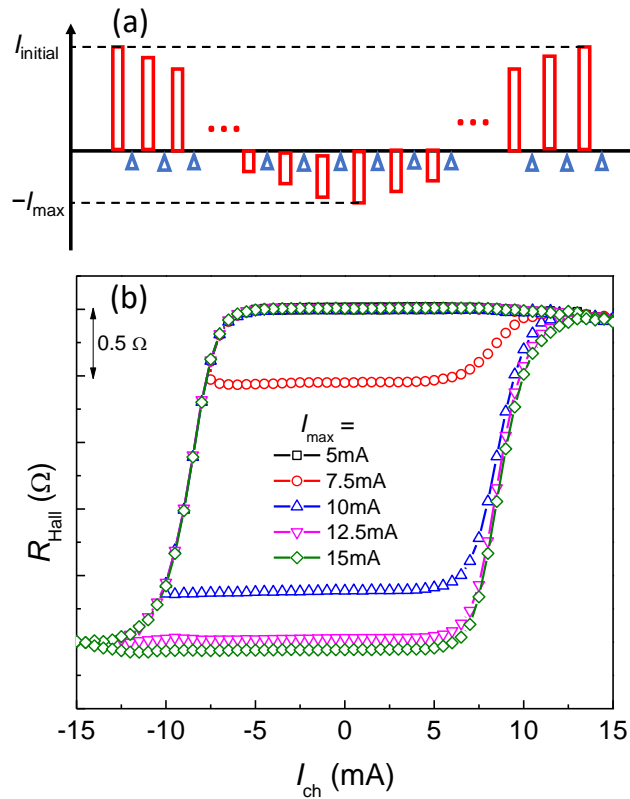 (a)
I_initial
...
...
−I_max
(b)
0.5 Ω
I_max =
5mA
7.5mA
10mA
12.5mA
15mA
R_Hall (Ω)
-15 -10 -5 0 5 10 15
I_ch (mA)